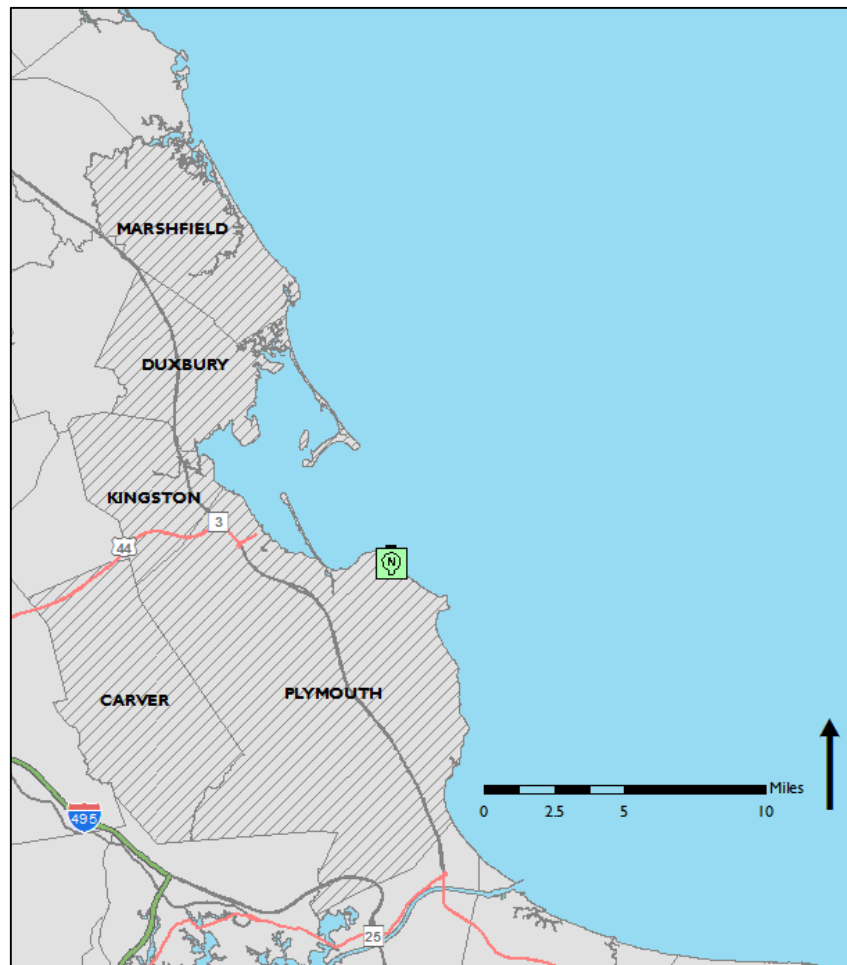 MARSHFIELD
DUXBURY
KINGSTON
3
44
N
CARVER
PLYMOUTH
Miles
0 2.5 5 10
495
25